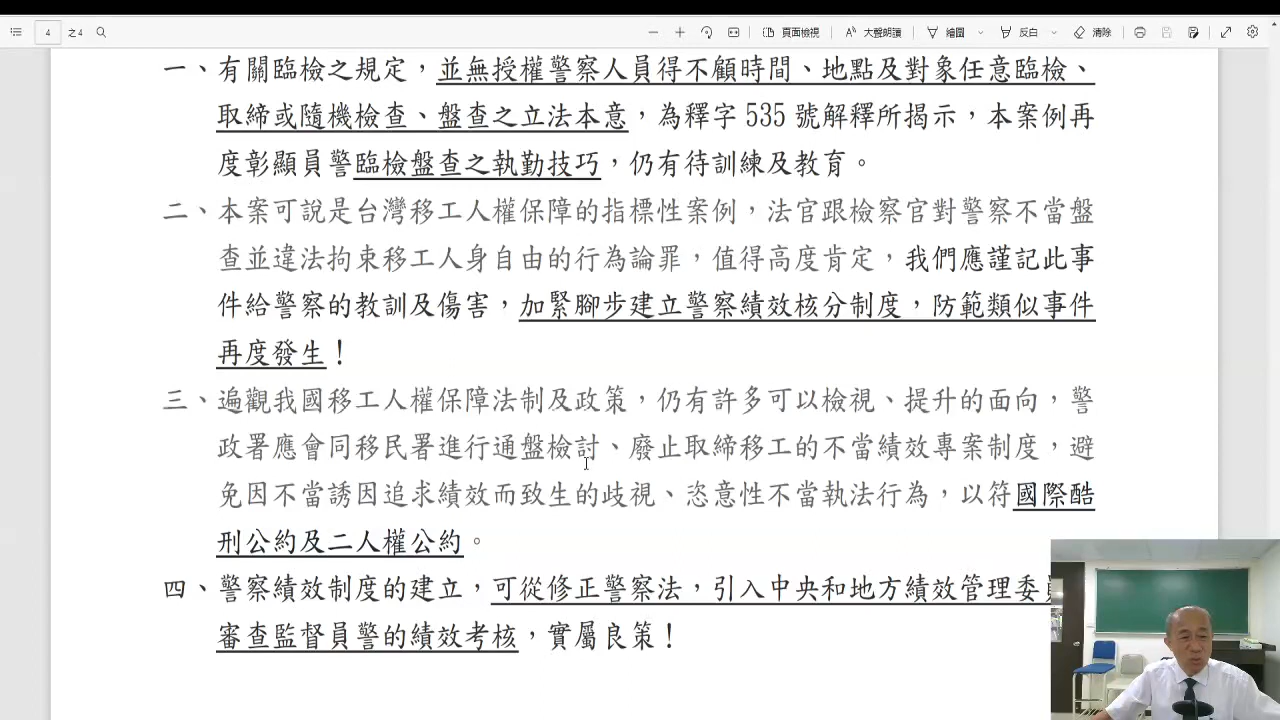 4 之4 頁面檢視 大聲朗讀 繪圖 反白 清除
一、有關臨檢之規定，並無授權警察人員得不顧時間、地點及對象任意臨檢、
取締或隨機檢查、盤查之立法本意，為釋字 535 號解釋所揭示，本案例再
度彰顯員警臨檢盤查之執勤技巧，仍有待訓練及教育。
二、本案可說是台灣移工人權保障的指標性案例，法官跟檢察官對警察不當盤
查並違法拘束移工人身自由的行為論罪，值得高度肯定，我們應謹記此事
件給警察的教訓及傷害，加緊腳步建立警察績效核分制度，防範類似事件
再度發生！
三、遍觀我國移工人權保障法制及政策，仍有許多可以檢視、提升的面向，警
政署應會同移民署進行通盤檢討、廢止取締移工的不當績效專案制度，避
免因不當誘因追求績效而致生的歧視、恣意性不當執法行為，以符國際酷
刑公約及二人權公約。
四、警察績效制度的建立，可從修正警察法，引入中央和地方績效管理委
審查監督員警的績效考核，實屬良策！